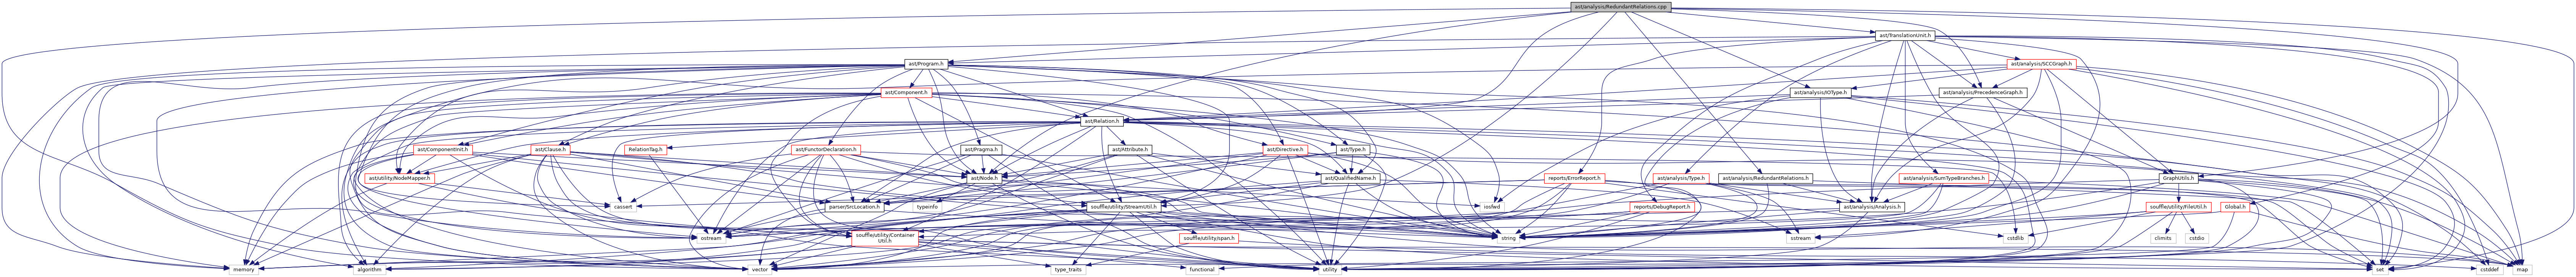 ast/analysis/RedundantRelations.cpp
ast/TranslationUnit.h
ast/Program.h
ast/analysis/SCCGraph.h
ast/Component.h
ast/analysis/IOType.h
ast/analysis/PrecedenceGraph.h
ast/Relation.h
ast/ComponentInit.h
ast/Clause.h
RelationTag.h
ast/FunctorDeclaration.h
ast/Pragma.h
ast/Attribute.h
ast/Directive.h
ast/Type.h
ast/utility/NodeMapper.h
ast/Node.h
ast/QualifiedName.h
reports/ErrorReport.h
ast/analysis/Type.h
ast/analysis/RedundantRelations.h
ast/analysis/SumTypeBranches.h
GraphUtils.h
cassert
typeinfo
parser/SrcLocation.h
souffle/utility/StreamUtil.h
iosfwd
reports/DebugReport.h
ast/analysis/Analysis.h
souffle/utility/FileUtil.h
Global.h
ostream
souffle/utility/Container
Util.h
souffle/utility/span.h
string
sstream
cstdlib
climits
cstdio
memory
algorithm
vector
type_traits
functional
utility
set
cstddef
map